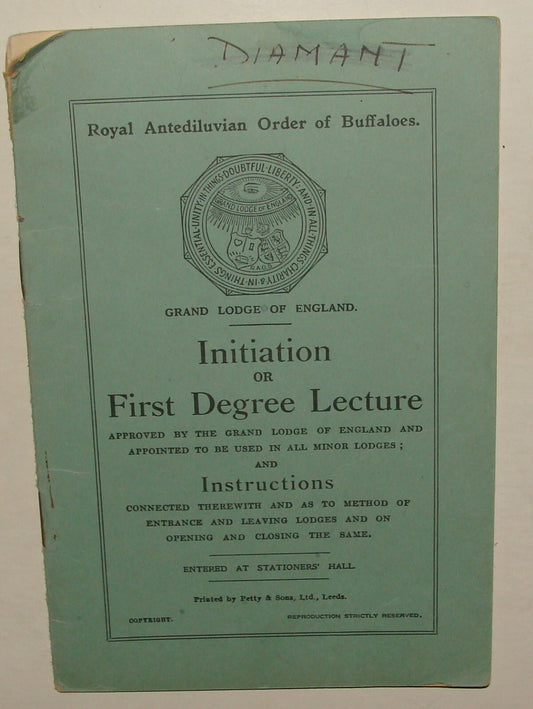 DIAMANT
Royal Antediluvian Order of Buffaloes.
IN THINGS ESSENTIAL·UNITY·IN THINGS·DOUBTFUL·LIBERTY·AND·IN ALL·THINGS CHARITY &
GRAND LODGE OF ENGLAND
R.A.O.B.
GRAND LODGE OF ENGLAND.
Initiation
OR
First Degree Lecture
APPROVED BY THE GRAND LODGE OF ENGLAND AND
APPOINTED TO BE USED IN ALL MINOR LODGES ;
AND
Instructions
CONNECTED THEREWITH AND AS TO METHOD OF
ENTRANCE AND LEAVING LODGES AND ON
OPENING AND CLOSING THE SAME.
ENTERED AT STATIONERS' HALL
Printed by Petty & Sons, Ltd., Leeds.
COPYRIGHT.
REPRODUCTION STRICTLY RESERVED.